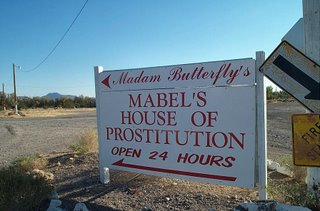 Madam Butterfly's
MABEL'S
HOUSE OF
PROSTITUTION
OPEN 24 HOURS